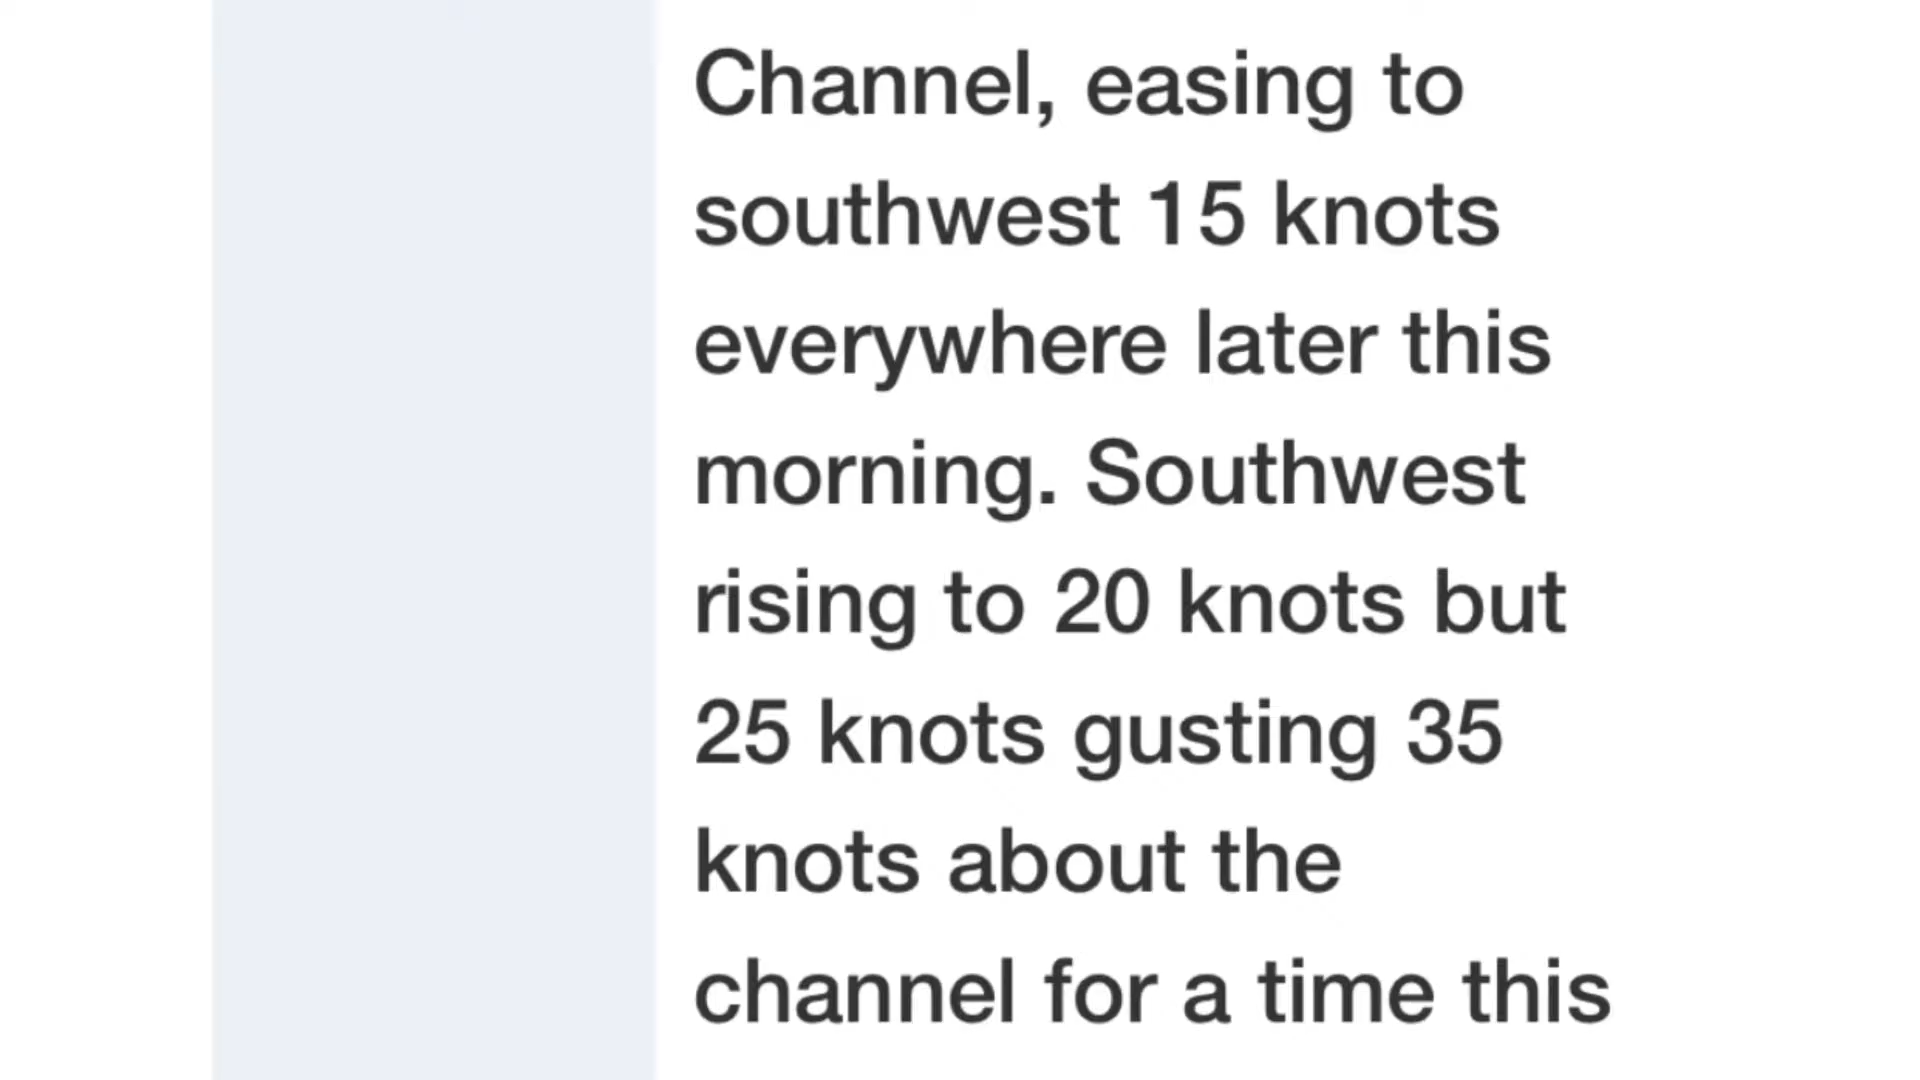 Channel, easing to
southwest 15 knots
everywhere later this
morning. Southwest
rising to 20 knots but
25 knots gusting 35
knots about the
channel for a time this